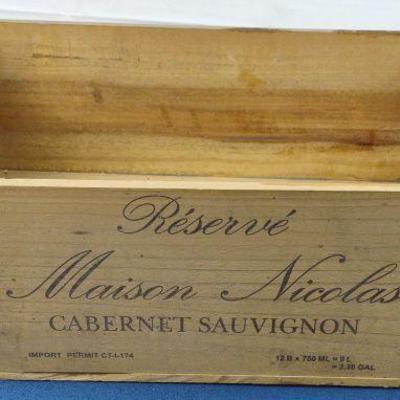 Réservé
Maison Nicolas
CABERNET SAUVIGNON
IMPORT PERMIT CT-I-174
12 B x 750 ML = 9 L
= 2.38 GAL